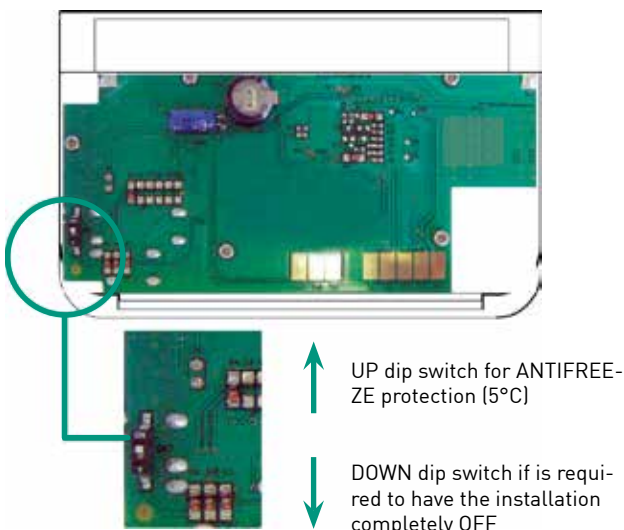 UP dip switch for ANTIFREE-
ZE protection (5°C)
DOWN dip switch if is requi-
red to have the installation
completely OFF